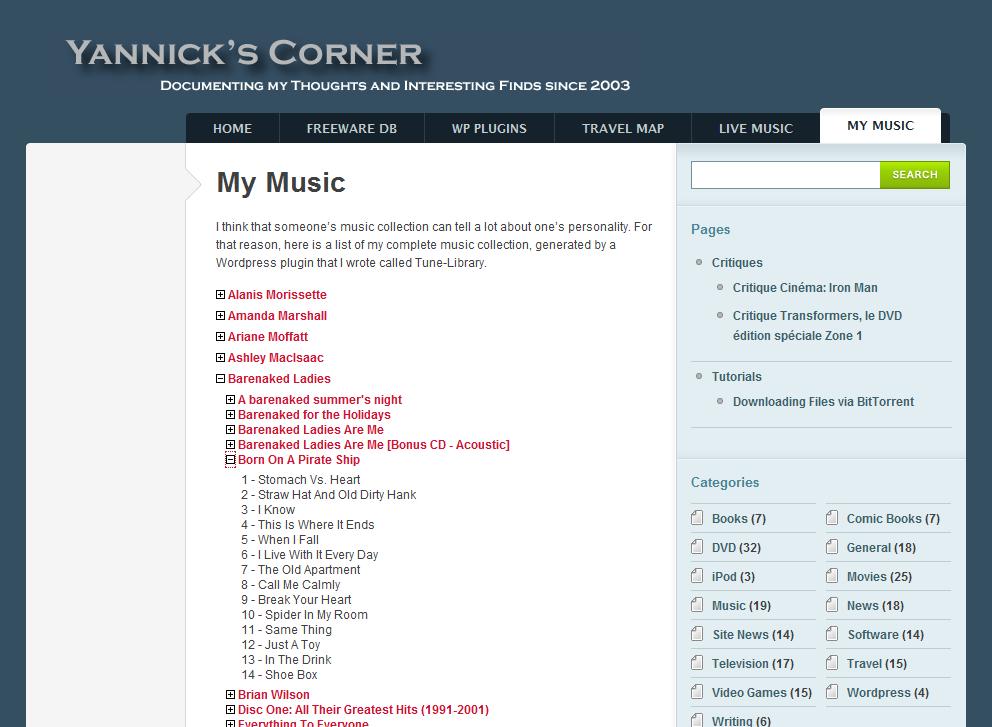 Yannick's Corner
Documenting my Thoughts and Interesting Finds since 2003
HOME
FREEWARE DB
WP PLUGINS
TRAVEL MAP
LIVE MUSIC
MY MUSIC
My Music
I think that someone's music collection can tell a lot about one's personality. For
that reason, here is a list of my complete music collection, generated by a
Wordpress plugin that I wrote called Tune-Library.
Alanis Morissette
Amanda Marshall
Ariane Moffatt
Ashley MacIsaac
Barenaked Ladies
A barenaked summer's night
Barenaked for the Holidays
Barenaked Ladies Are Me
Barenaked Ladies Are Me [Bonus CD - Acoustic]
Born On A Pirate Ship
1 - Stomach Vs. Heart
2 - Straw Hat And Old Dirty Hank
3 - I Know
4 - This Is Where It Ends
5 - When I Fall
6 - I Live With It Every Day
7 - The Old Apartment
8 - Call Me Calmly
9 - Break Your Heart
10 - Spider In My Room
11 - Same Thing
12 - Just A Toy
13 - In The Drink
14 - Shoe Box
Brian Wilson
Disc One: All Their Greatest Hits (1991-2001)
Everything To Everyone
SEARCH
Pages
Critiques
Critique Cinéma: Iron Man
Critique Transformers, le DVD
édition spéciale Zone 1
Tutorials
Downloading Files via BitTorrent
Categories
Books (7)
Comic Books (7)
DVD (32)
General (18)
iPod (3)
Movies (25)
Music (19)
News (18)
Site News (14)
Software (14)
Television (17)
Travel (15)
Video Games (15)
Wordpress (4)
Writing (6)